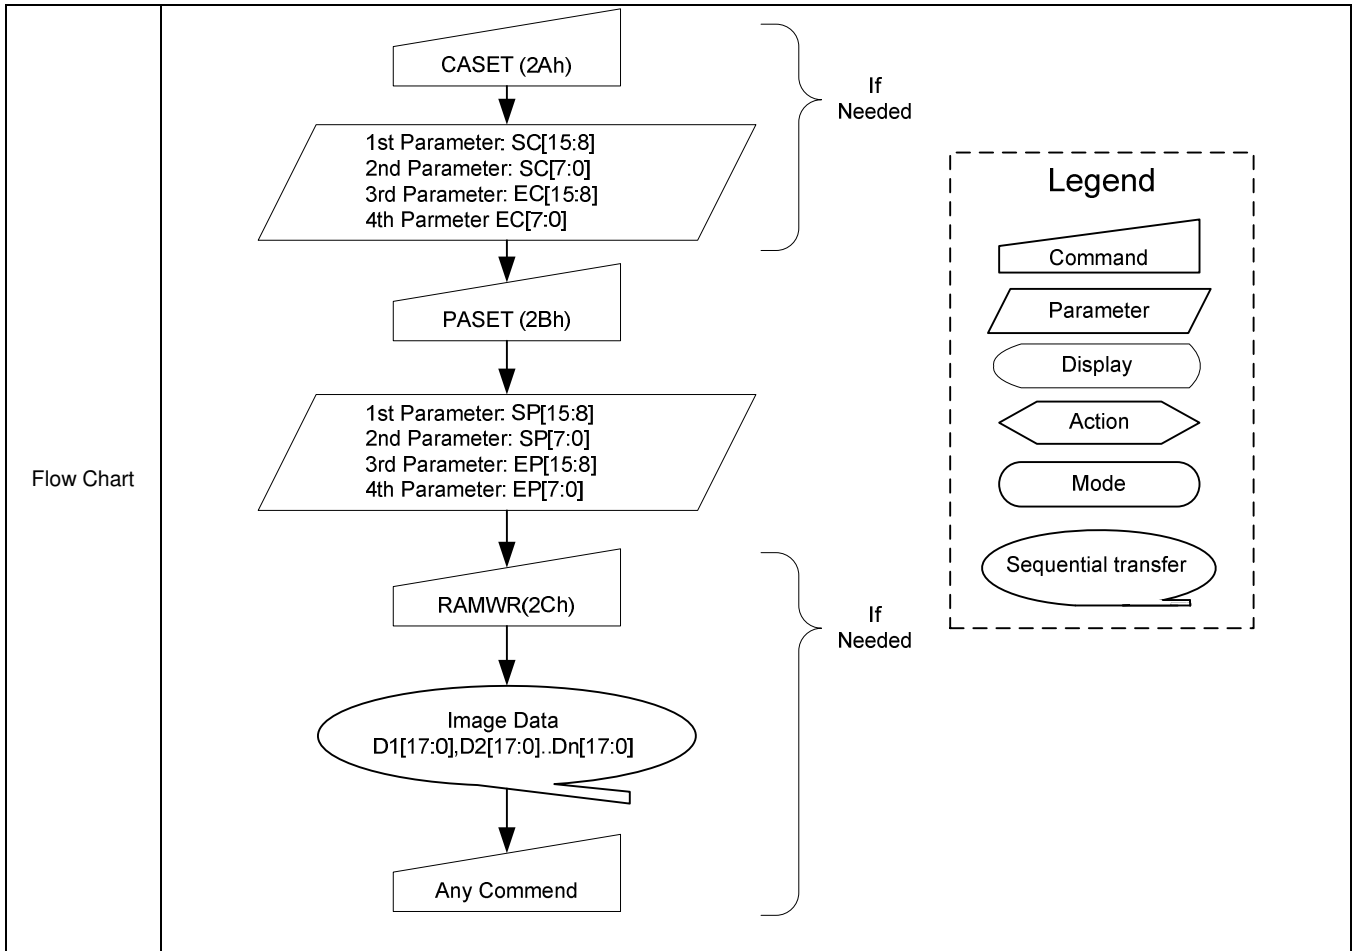 Flow Chart
CASET (2Ah)
1st Parameter: SC[15:8]
2nd Parameter: SC[7:0]
3rd Parameter: EC[15:8]
4th Parmeter EC[7:0]
If
Needed
PASET (2Bh)
1st Parameter: SP[15:8]
2nd Parameter: SP[7:0]
3rd Parameter: EP[15:8]
4th Parameter: EP[7:0]
RAMWR(2Ch)
Image Data
D1[17:0],D2[17:0]..Dn[17:0]
Any Commend
If
Needed
Legend
Command
Parameter
Display
Action
Mode
Sequential transfer